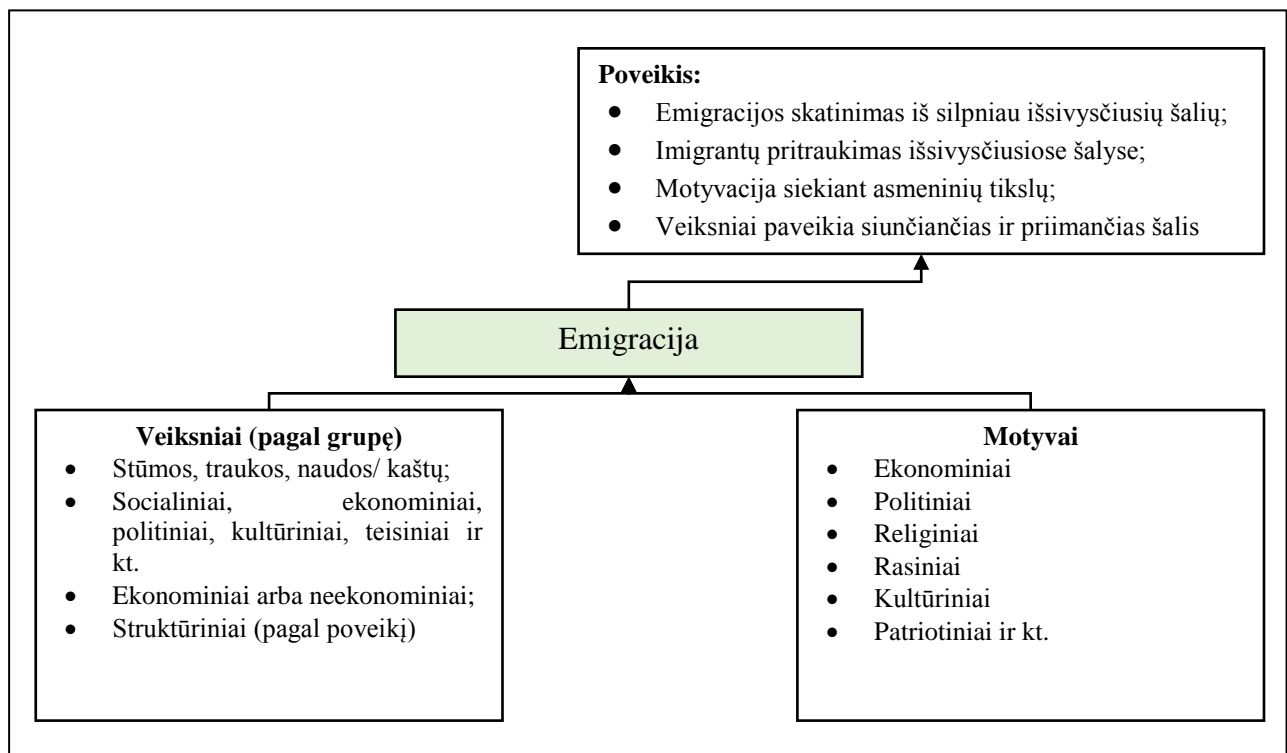 Poveikis:
• Emigracijos skatinimas iš silpniau išsivysčiusių šalių;
• Imigrantų pritraukimas išsivysčiusiose šalyse;
• Motyvacija siekiant asmeninių tikslų;
• Veiksniai paveikia siunčiančias ir priimančias šalis
Emigracija
Veiksniai (pagal grupę)
• Stūmos, traukos, naudos/ kaštų;
• Socialiniai, ekonominiai,
politiniai, kultūriniai, teisiniai ir
kt.
• Ekonominiai arba neekonominiai;
• Struktūriniai (pagal poveikį)
Motyvai
• Ekonominiai
• Politiniai
• Religiniai
• Rasiniai
• Kultūriniai
• Patriotiniai ir kt.